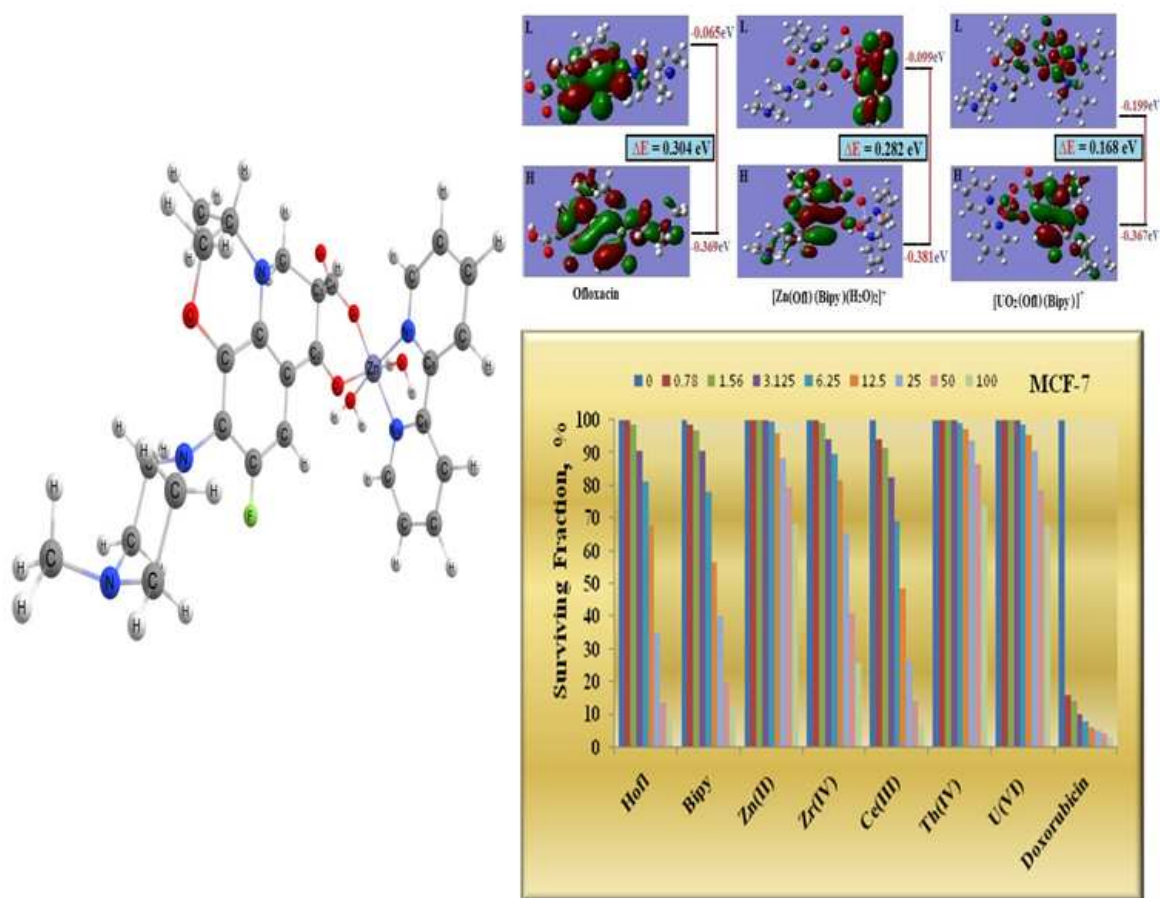 L
-0.065eV
ΔE = 0.304 eV
H
-0.369eV
Ofloxacin
L
-0.099eV
ΔE = 0.282 eV
H
-0.381eV
[Zn(Ofl)(Bipy)(H₂O)₂]⁺
L
-0.199eV
ΔE = 0.168 eV
H
-0.367eV
[UO₂(Ofl)(Bipy)]⁺
0 0.78 1.56 3.125 6.25 12.5 25 50 100
MCF-7
Surviving Fraction, %
100
90
80
70
60
50
40
30
20
10
0
Hofl
Bipy
Zn(II)
Zr(IV)
Ce(III)
Th(IV)
U(VI)
Doxorubicin
Zn
N
N
N
N
N
O
F